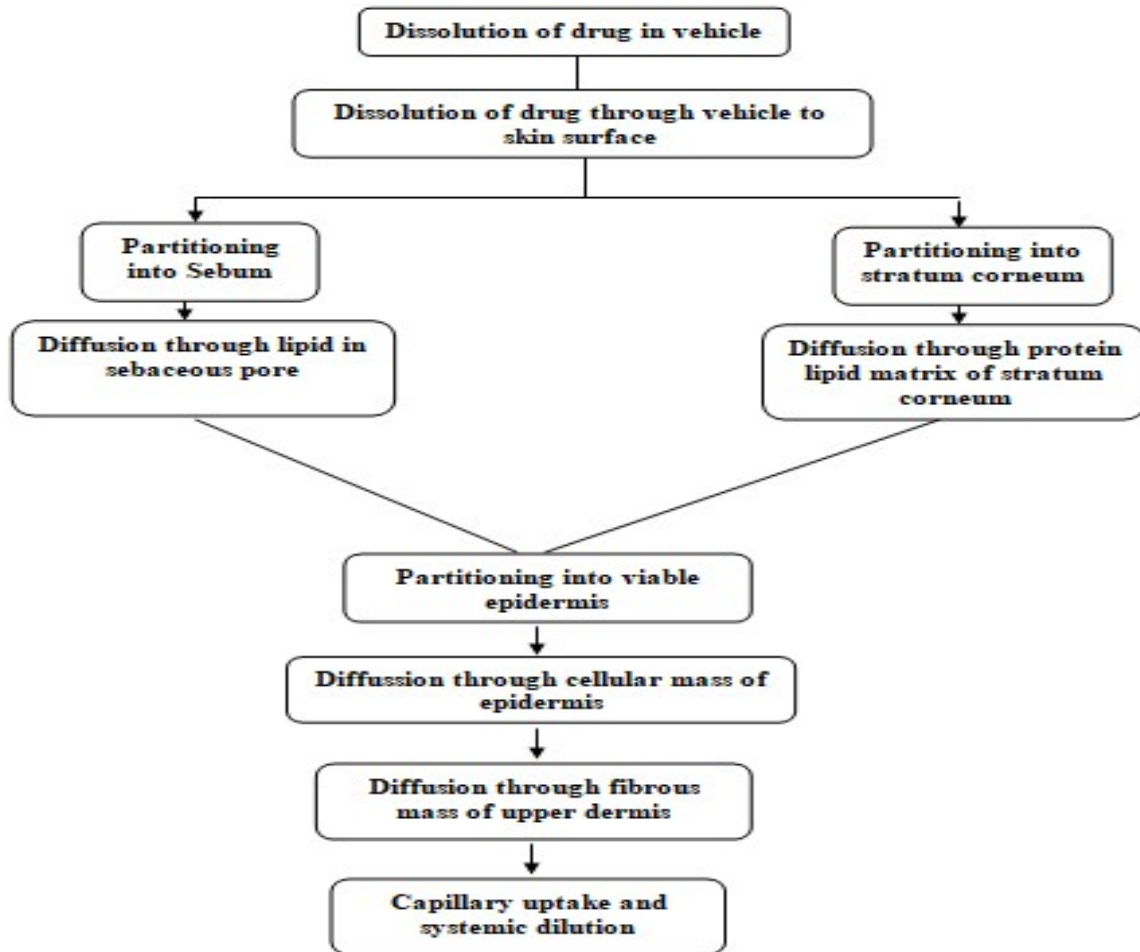 Dissolution of drug in vehicle
Dissolution of drug through vehicle to
skin surface
Partitioning
into Sebum
Partitioning into
stratum corneum
Diffusion through lipid in
sebaceous pore
Diffusion through protein
lipid matrix of stratum
corneum
Partitioning into viable
epidermis
Diffussion through cellular mass of
epidermis
Diffusion through fibrous
mass of upper dermis
Capillary uptake and
systemic dilution